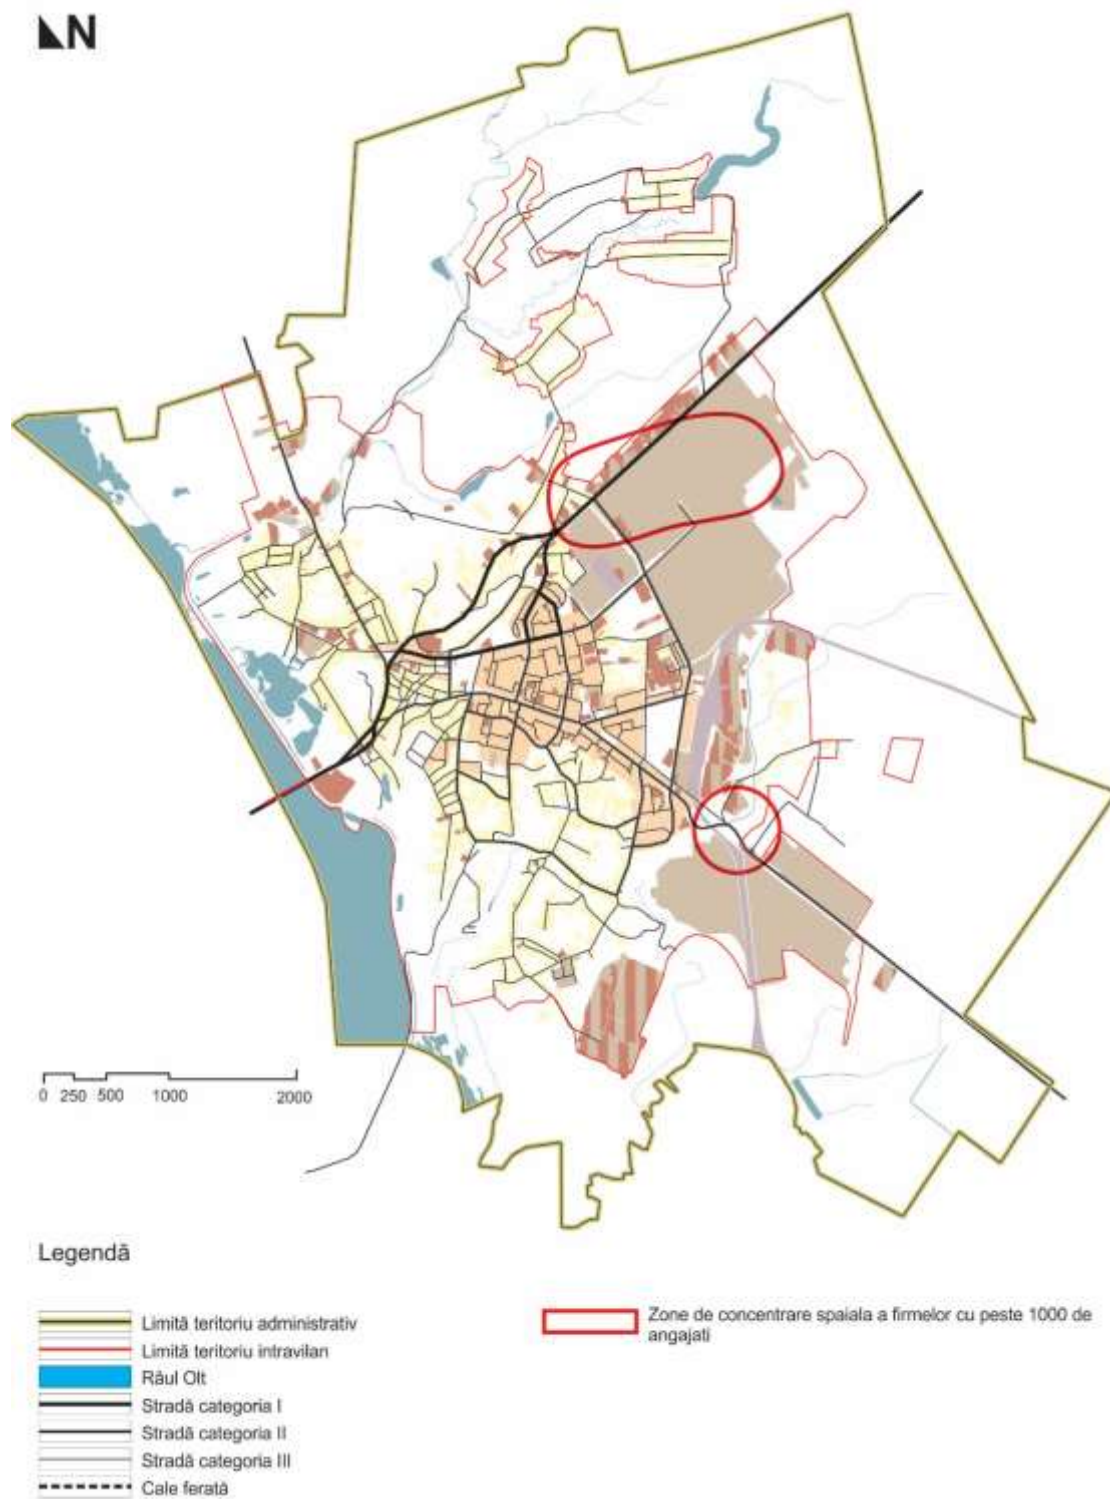 N
0 250 500 1000 2000
Legendă
Limită teritoriu administrativ
Limită teritoriu intravilan
Râul Olt
Stradă categoria I
Stradă categoria II
Stradă categoria III
Cale ferată
Zone de concentrare spaiala a firmelor cu peste 1000 de
angajati